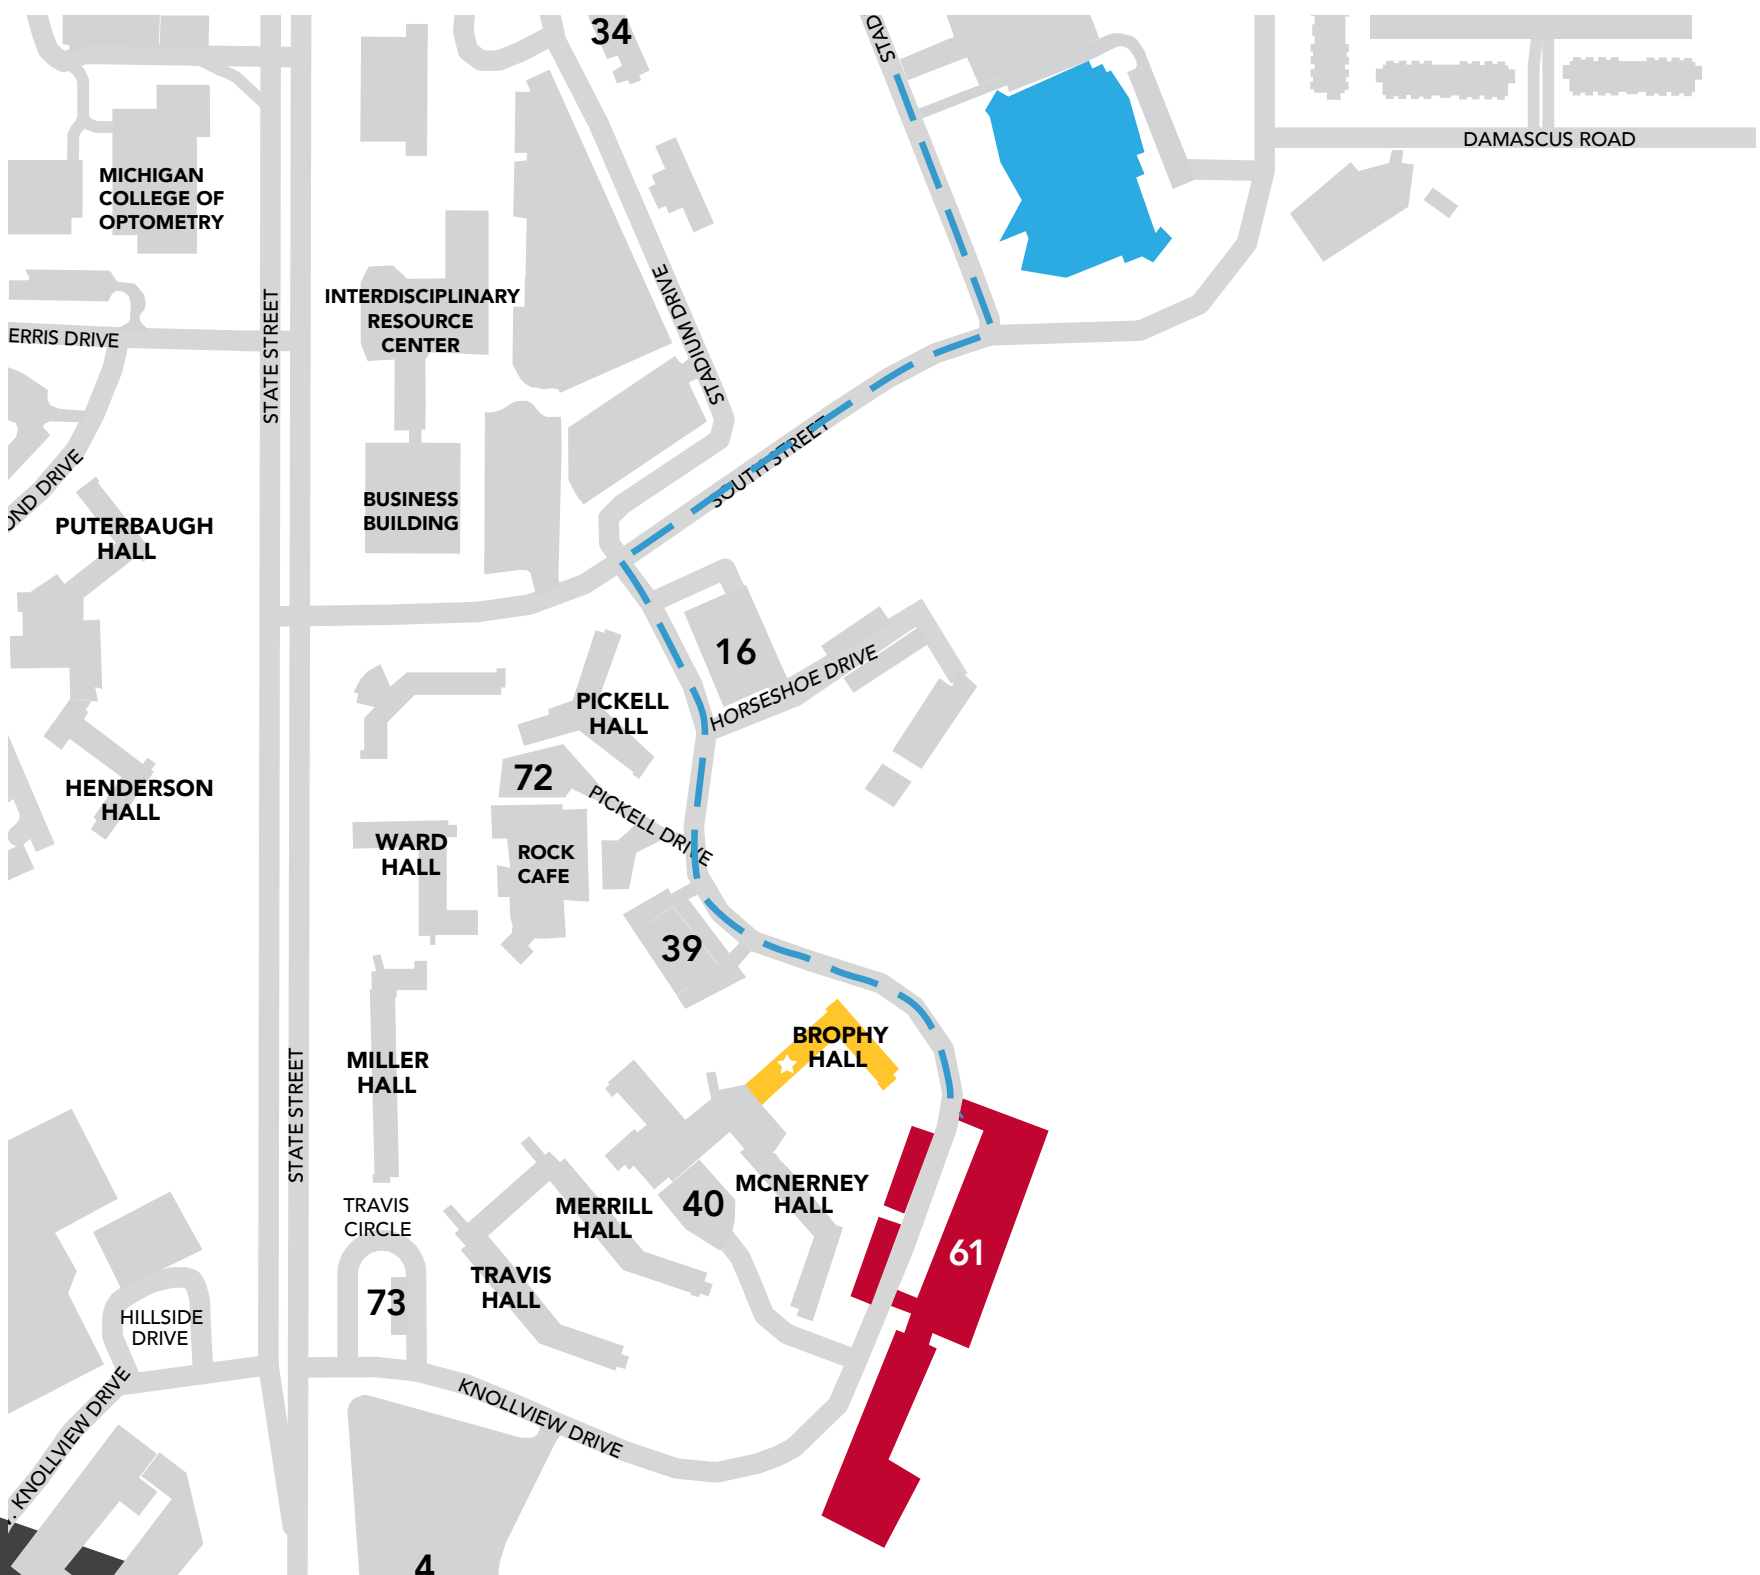 34
STAD
DAMASCUS ROAD
MICHIGAN
COLLEGE OF
OPTOMETRY
STATE STREET
INTERDISCIPLINARY
RESOURCE
CENTER
STADIUM DRIVE
ERRIS DRIVE
OND DRIVE
SOUTH STREET
BUSINESS
BUILDING
PUTERBAUGH
HALL
16
HORSESHOE DRIVE
PICKELL
HALL
72
PICKELL DRIVE
HENDERSON
HALL
WARD
HALL
ROCK
CAFE
39
BROPHY
HALL
MILLER
HALL
STATE STREET
MCNERNEY
HALL
40
MERRILL
HALL
TRAVIS
CIRCLE
61
TRAVIS
HALL
73
HILLSIDE
DRIVE
KNOLLVIEW DRIVE
. KNOLLVIEW DRIVE
4